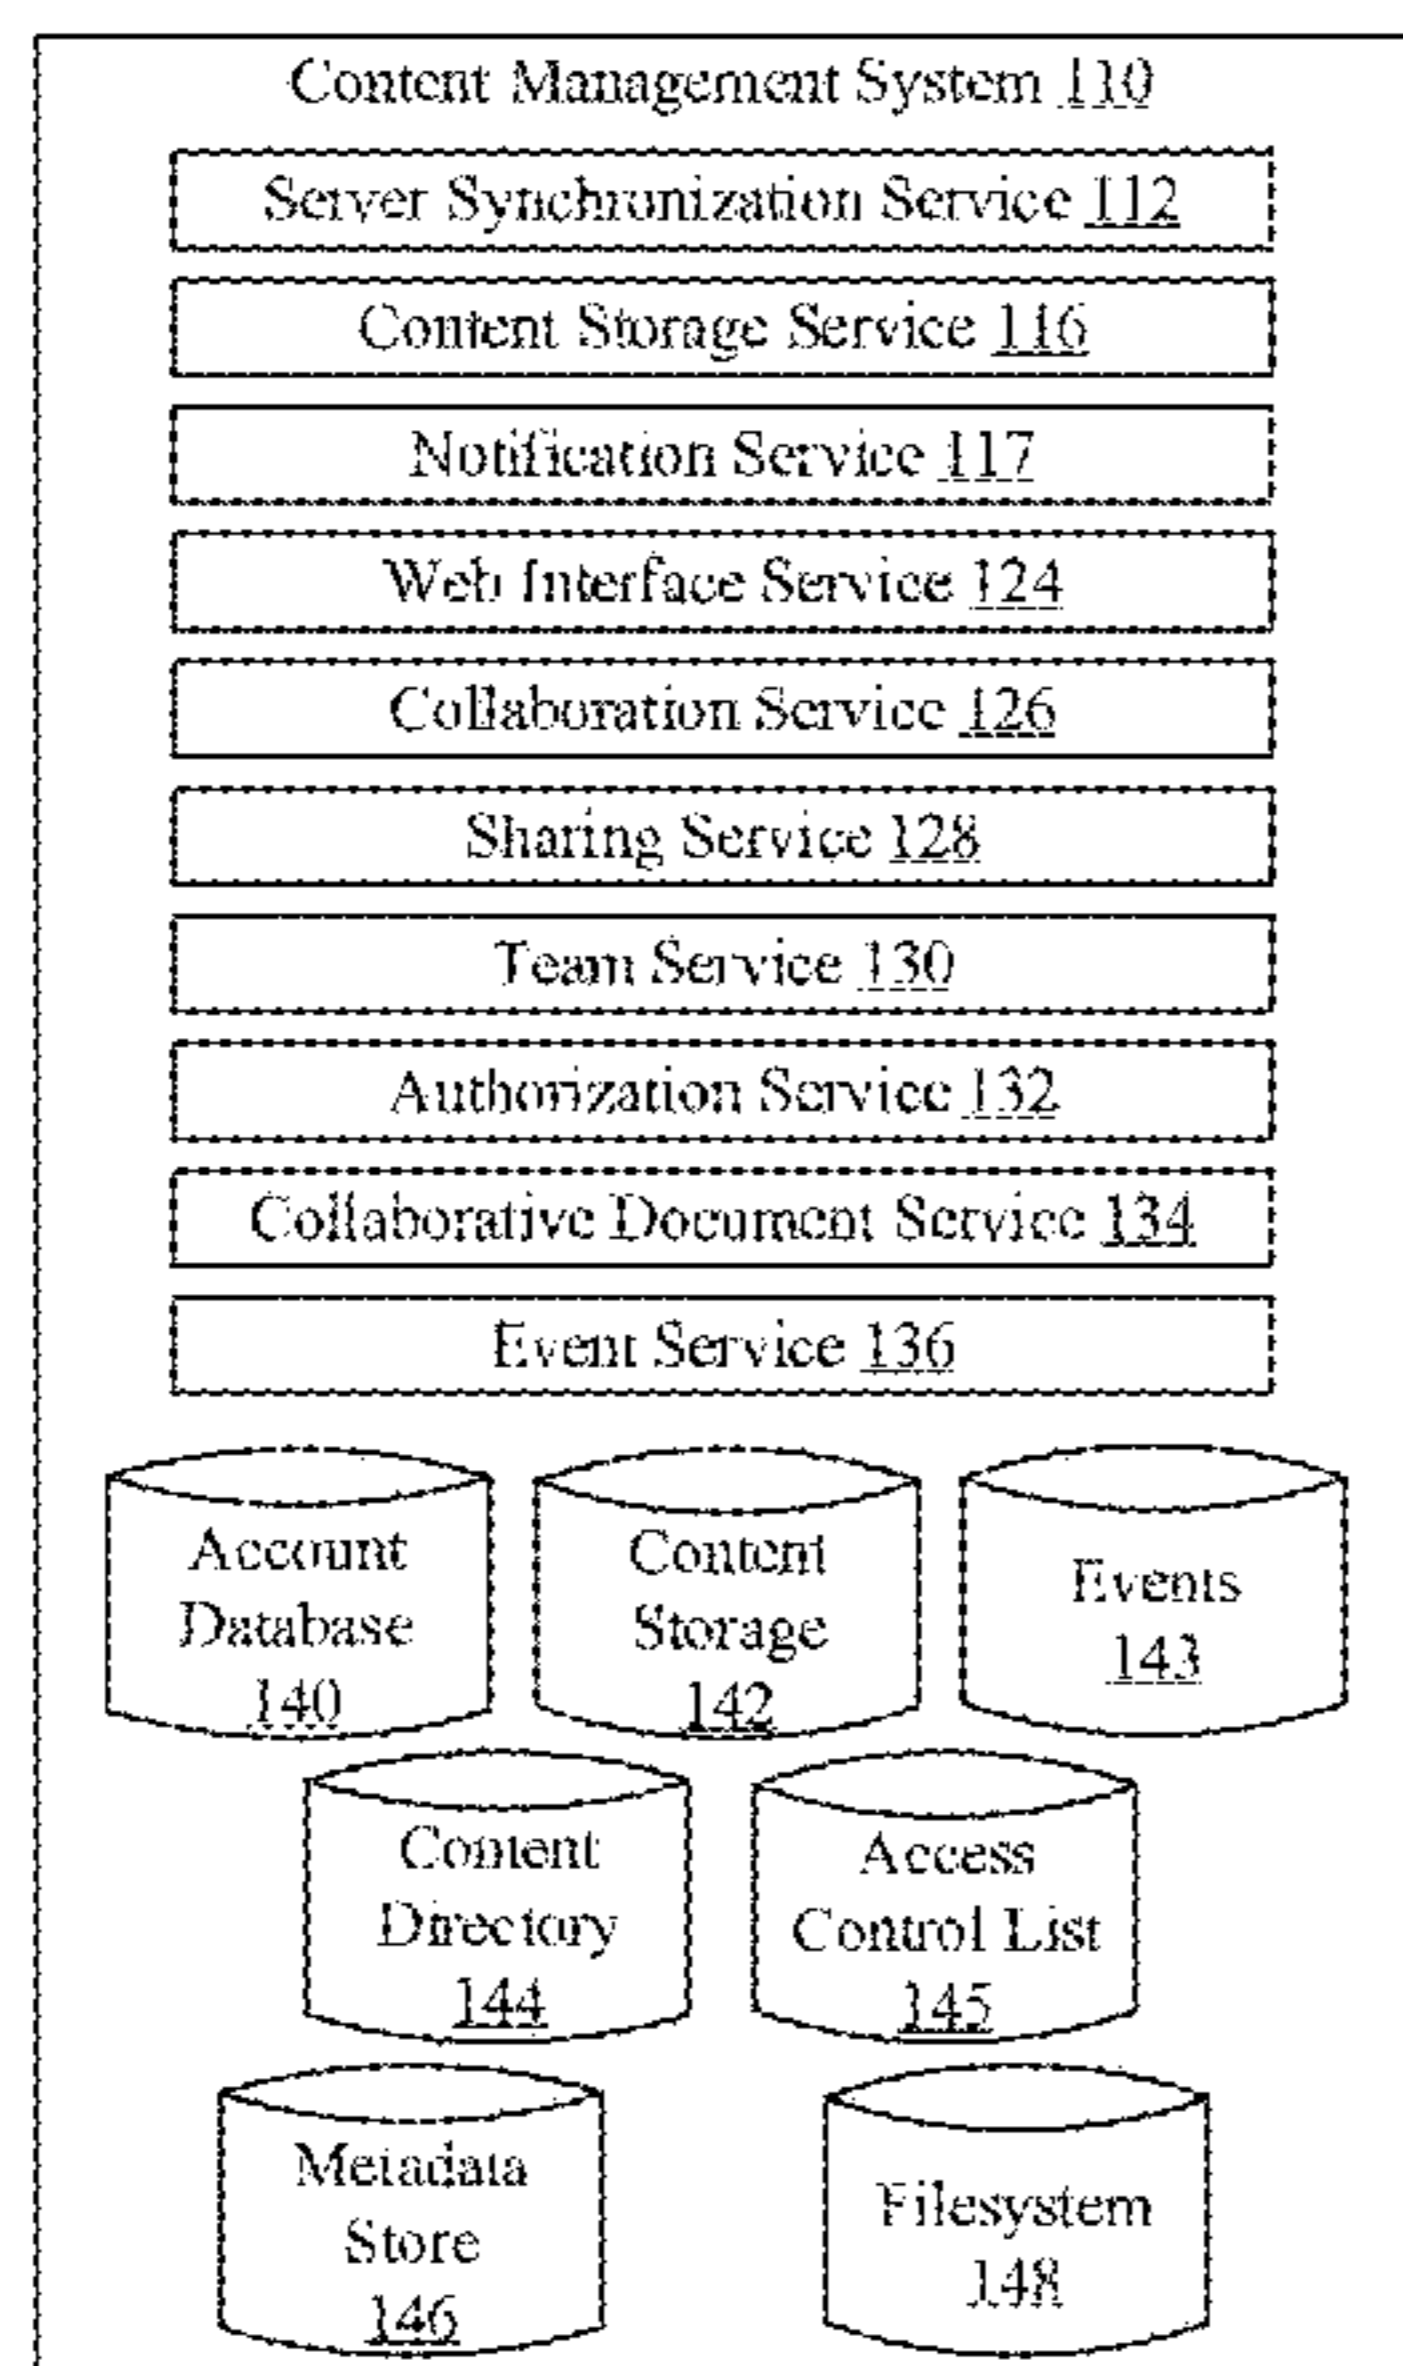 Content Management System 110
Server Synchronization Service 112
Content Storage Service 116
Notification Service 117
Web Interface Service 124
Collaboration Service 126
Sharing Service 128
Team Service 130
Authorization Service 132
Collaborative Document Service 134
Event Service 136
Account
Database
140
Content
Storage
142
Events
143
Content
Directory
144
Access
Control List
145
Metadata
Store
146
Filesystem
148